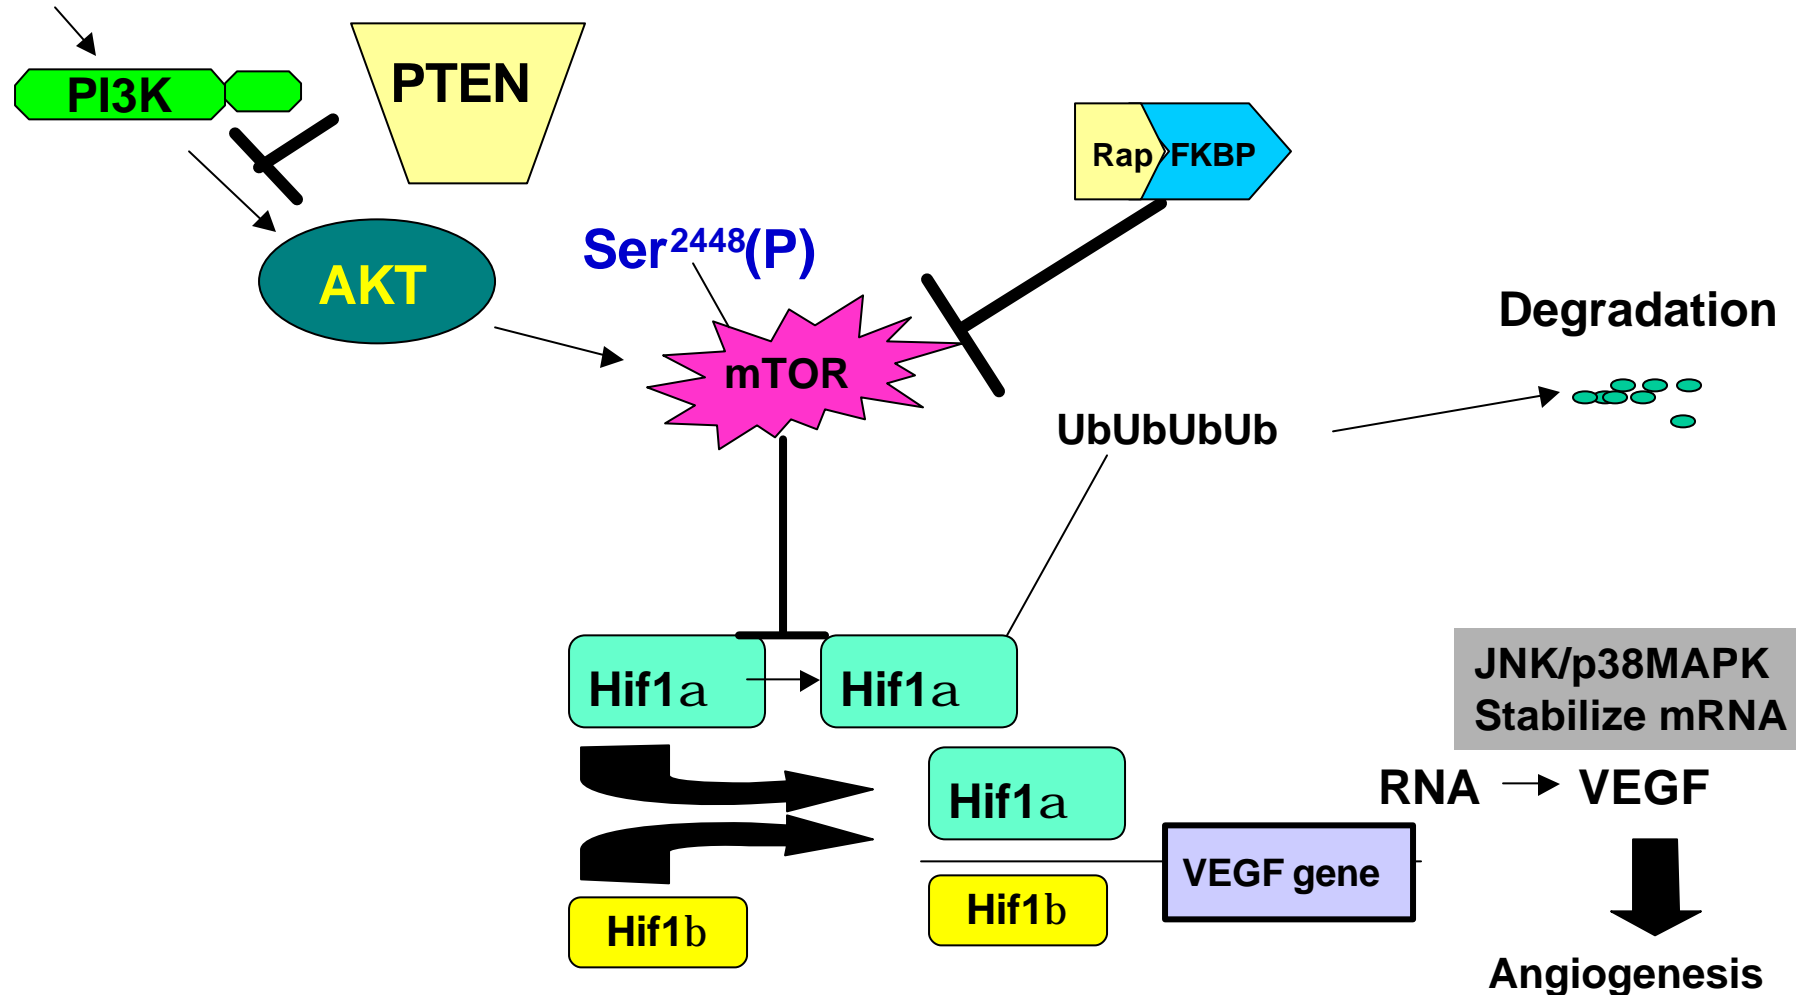 PI3K
PTEN
Rap
FKBP
Ser2448(P)
AKT
Degradation
mTOR
UbUbUbUb
Hif1a
Hif1a
JNK/p38MAPK
Stabilize mRNA
Hif1a
RNA
VEGF
VEGF gene
Hif1b
Hif1b
Angiogenesis